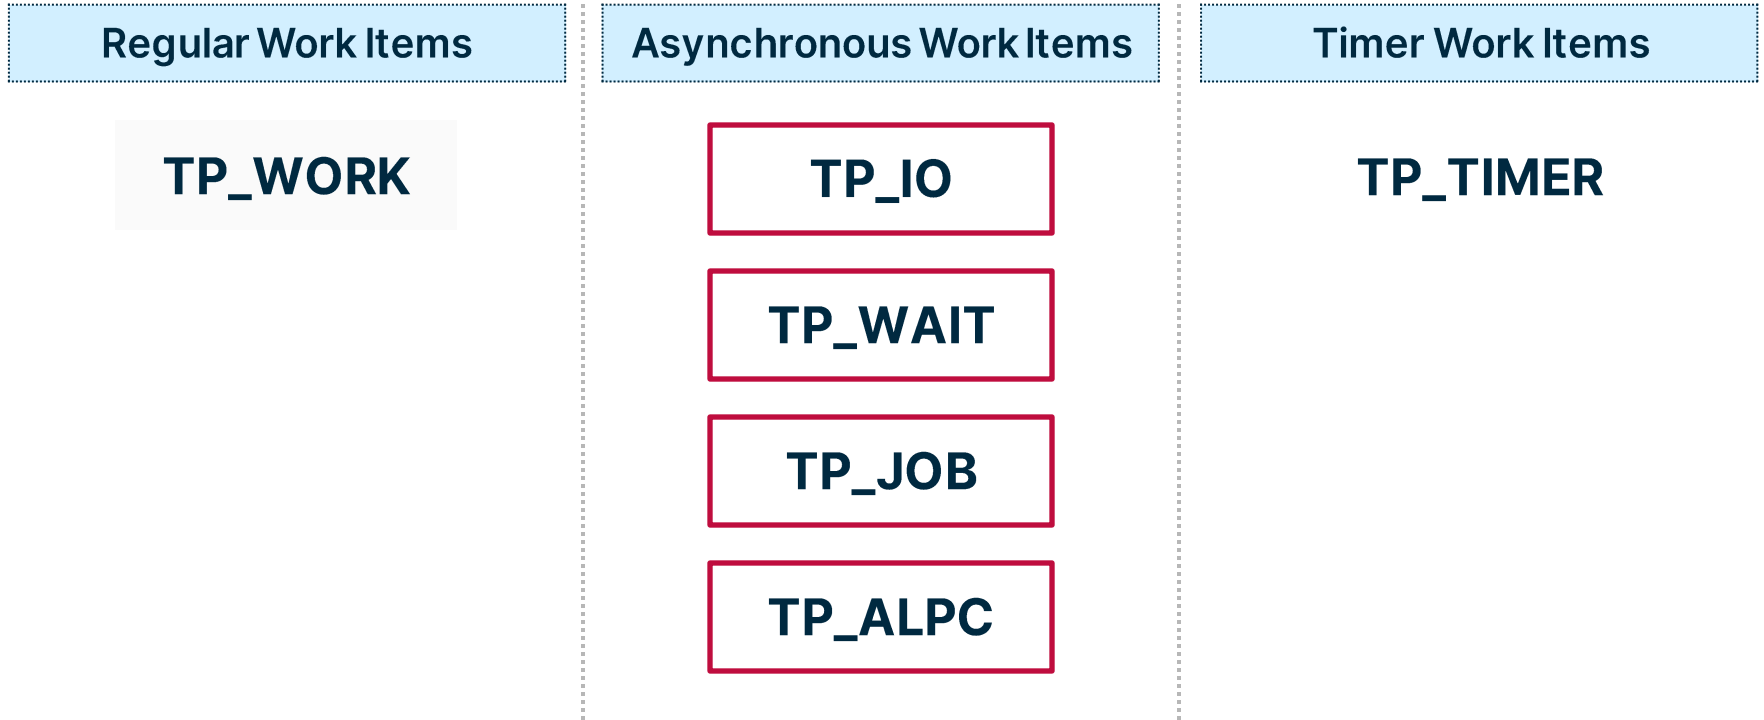 Regular Work Items
TP_WORK
Asynchronous Work Items
TP_IO
TP_WAIT
TP_JOB
TP_ALPC
Timer Work Items
TP_TIMER